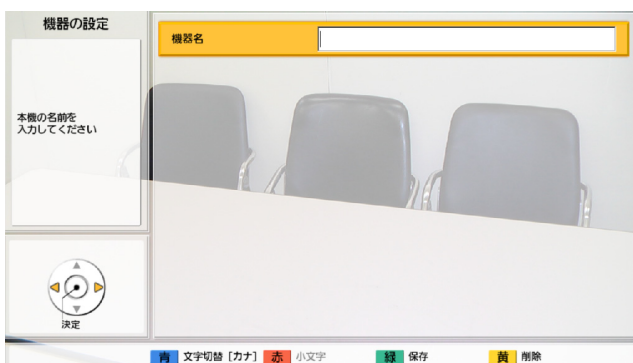 機器の設定
機器名
本機の名前を
入力してください
決定
青 文字切替 [カナ] 赤 小文字 緑 保存 黄 削除